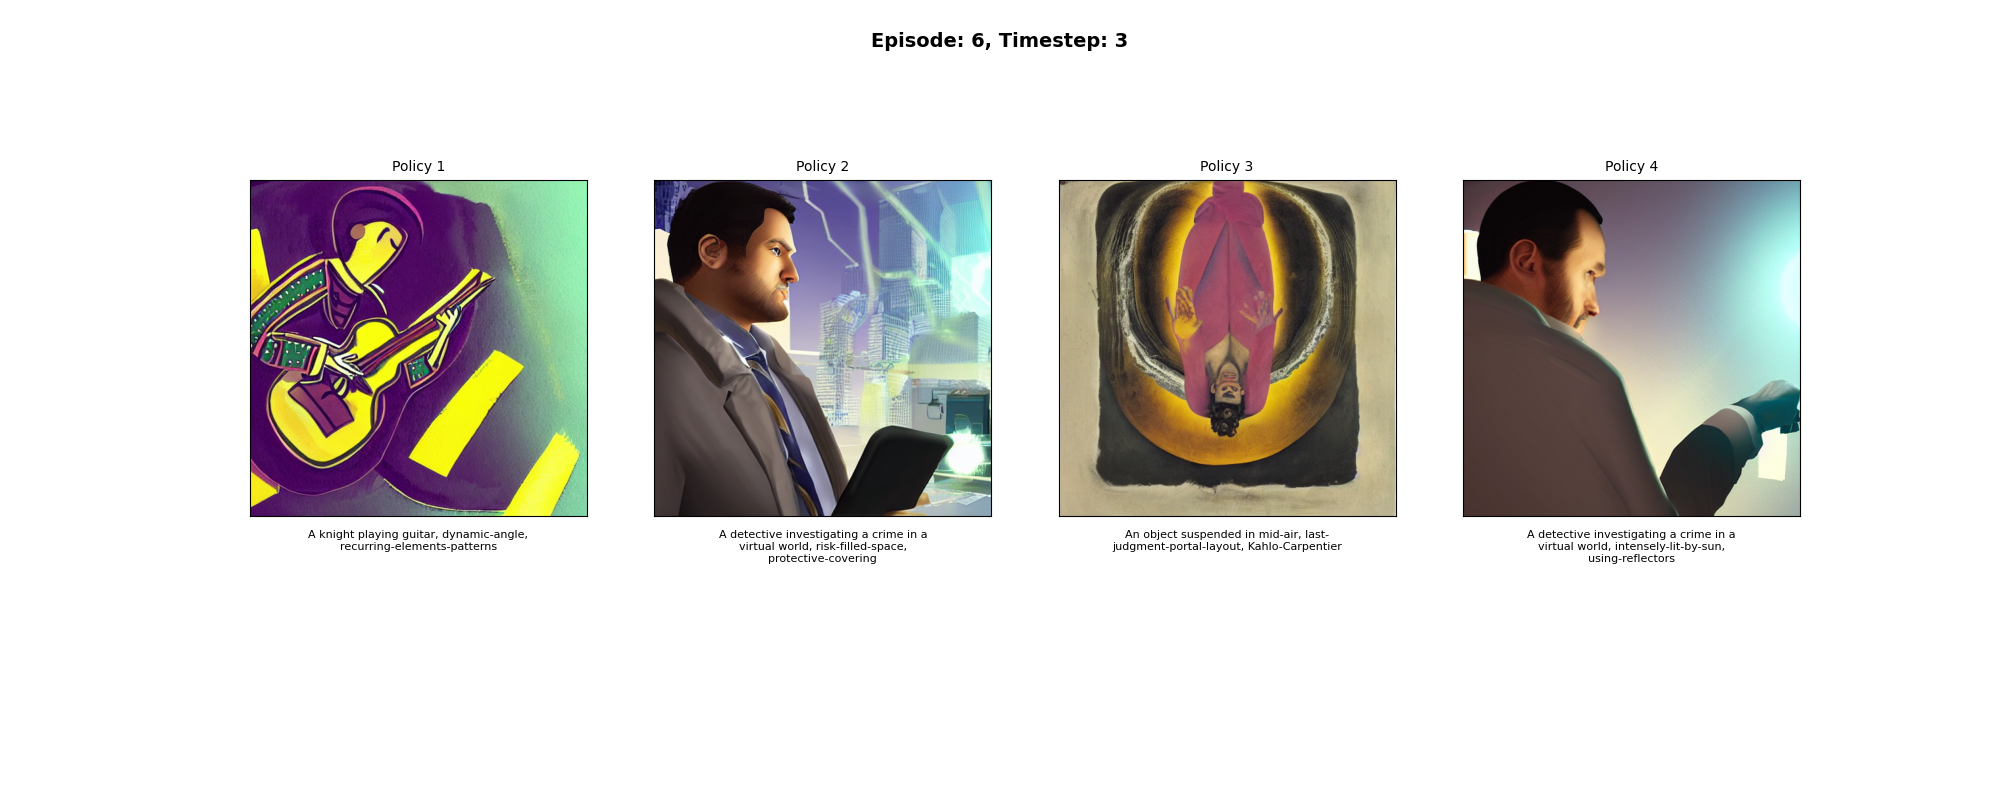 Episode: 6, Timestep: 3
Policy 1
Policy 2
Policy 3
Policy 4
A knight playing guitar, dynamic-angle,
recurring-elements-patterns
A detective investigating a crime in a
virtual world, risk-filled-space,
protective-covering
An object suspended in mid-air, last-
judgment-portal-layout, Kahlo-Carpentier
A detective investigating a crime in a
virtual world, intensely-lit-by-sun,
using-reflectors